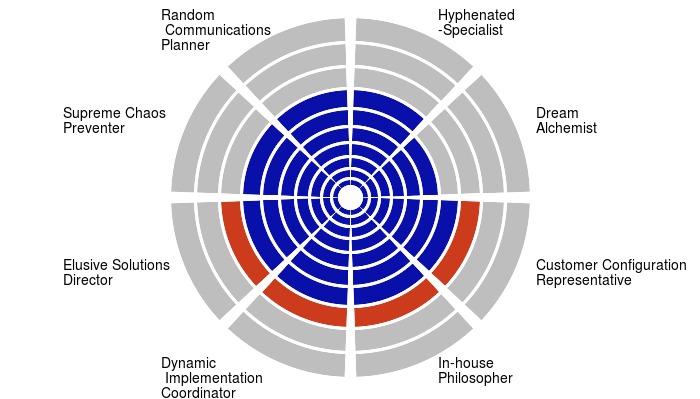 Random
Communications
Planner
Hyphenated
-Specialist
Supreme Chaos
Preventer
Dream
Alchemist
Elusive Solutions
Director
Customer Configuration
Representative
Dynamic
Implementation
Coordinator
In-house
Philosopher